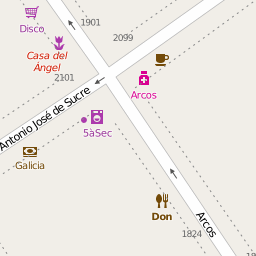 1901
Disco
2099
Casa del
Ángel
2101
Arcos
Antonio José de Sucre
5àSec
Galicia
Don
Arcos
1824